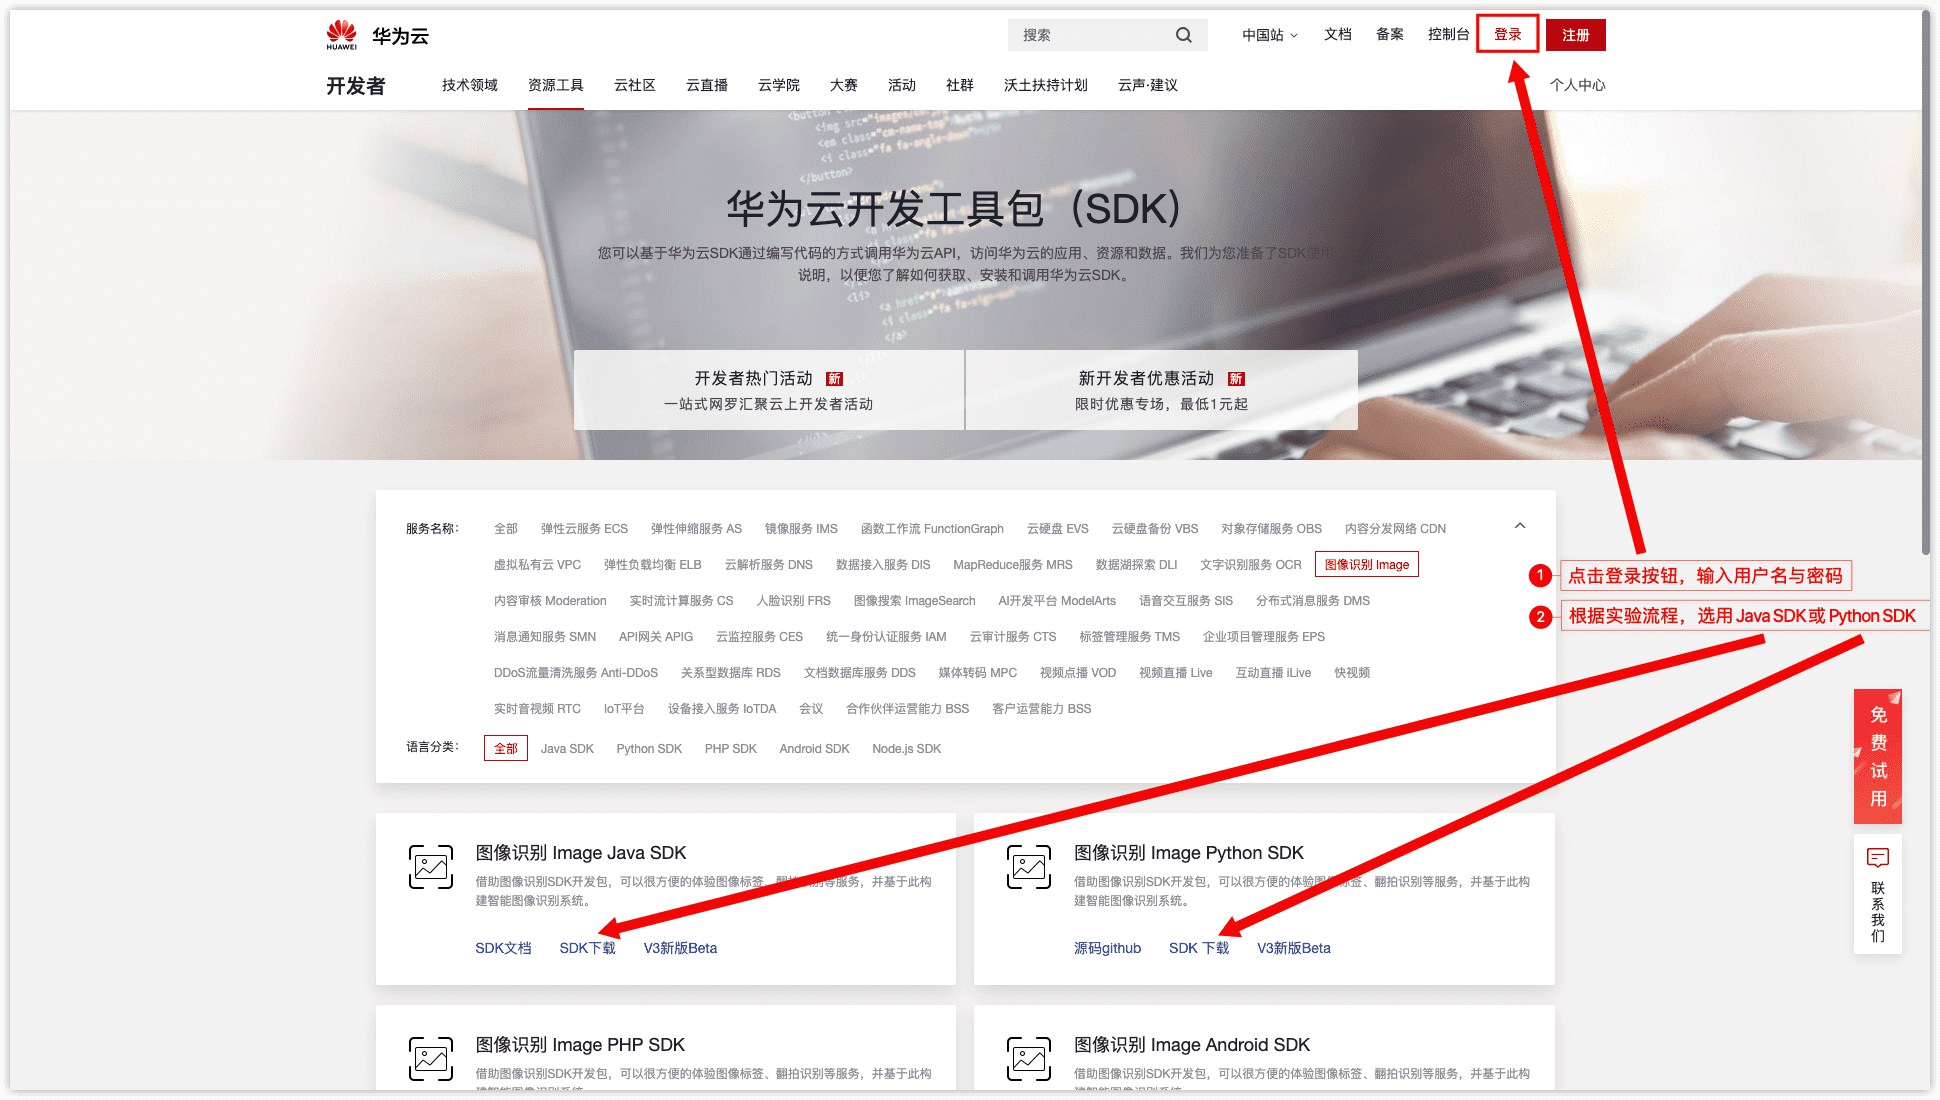 HUAWEI 华为云 搜索 中国站 文档 备案 控制台 登录 注册
开发者 技术领域 资源工具 云社区 云直播 云学院 大赛 活动 社群 沃土扶持计划 云声·建议 个人中心
华为云开发工具包（SDK）
您可以基于华为云SDK通过编写代码的方式调用华为云API，访问华为云的应用、资源和数据。我们为您准备了SDK使用
说明，以便您了解如何获取、安装和调用华为云SDK。
开发者热门活动 新
一站式网罗汇聚云上开发者活动
新开发者优惠活动 新
限时优惠专场，最低1元起
服务名称： 全部 弹性云服务 ECS 弹性伸缩服务 AS 镜像服务 IMS 函数工作流 FunctionGraph 云硬盘 EVS 云硬盘备份 VBS 对象存储服务 OBS 内容分发网络 CDN
虚拟私有云 VPC 弹性负载均衡 ELB 云解析服务 DNS 数据接入服务 DIS MapReduce服务 MRS 数据湖探索 DLI 文字识别服务 OCR 图像识别 Image
内容审核 Moderation 实时流计算服务 CS 人脸识别 FRS 图像搜索 ImageSearch AI开发平台 ModelArts 语音交互服务 SIS 分布式消息服务 DMS
消息通知服务 SMN API网关 APIG 云监控服务 CES 统一身份认证服务 IAM 云审计服务 CTS 标签管理服务 TMS 企业项目管理服务 EPS
DDoS流量清洗服务 Anti-DDoS 关系型数据库 RDS 文档数据库服务 DDS 媒体转码 MPC 视频点播 VOD 视频直播 Live 互动直播 iLive 快视频
实时音视频 RTC IoT平台 设备接入服务 IoTDA 会议 合作伙伴运营能力 BSS 客户运营能力 BSS
语言分类： 全部 Java SDK Python SDK PHP SDK Android SDK Node.js SDK
1 点击登录按钮，输入用户名与密码
2 根据实验流程，选用 Java SDK 或 Python SDK
免费试用
联系我们
图像识别 Image Java SDK
借助图像识别SDK开发包，可以很方便的体验图像标签、翻拍识别等服务，并基于此构
建智能图像识别系统。
SDK文档 SDK下载 V3新版Beta
图像识别 Image Python SDK
借助图像识别SDK开发包，可以很方便的体验图像标签、翻拍识别等服务，并基于此构
建智能图像识别系统。
源码github SDK 下载 V3新版Beta
图像识别 Image PHP SDK
借助图像识别SDK开发包，可以很方便的体验图像标签、翻拍识别等服务，并基于此构
图像识别 Image Android SDK
借助图像识别SDK开发包，可以很方便的体验图像标签、翻拍识别等服务，并基于此构